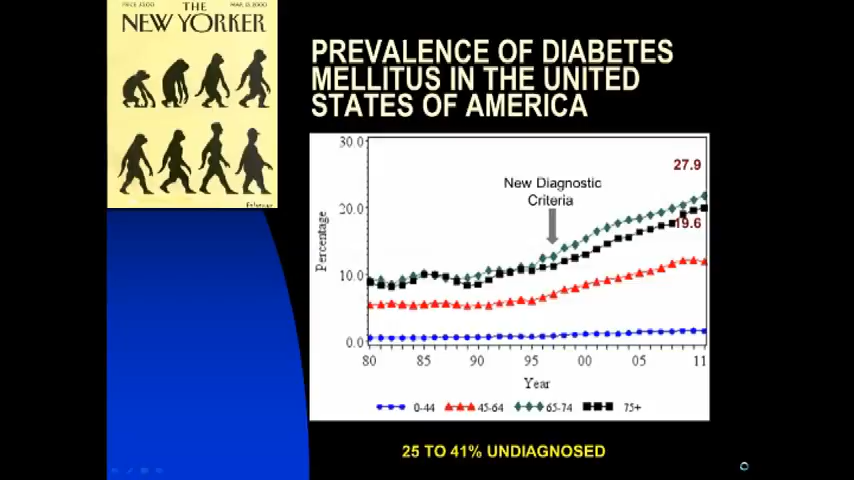 PRICE $3.00 THE MAR. 13, 2000
NEW YORKER
PREVALENCE OF DIABETES
MELLITUS IN THE UNITED
STATES OF AMERICA
30.0
20.0
10.0
0.0
Percentage
27.9
19.6
New Diagnostic
Criteria
80 85 90 95 00 05 11
Year
0-44 45-64 65-74 75+
25 TO 41% UNDIAGNOSED